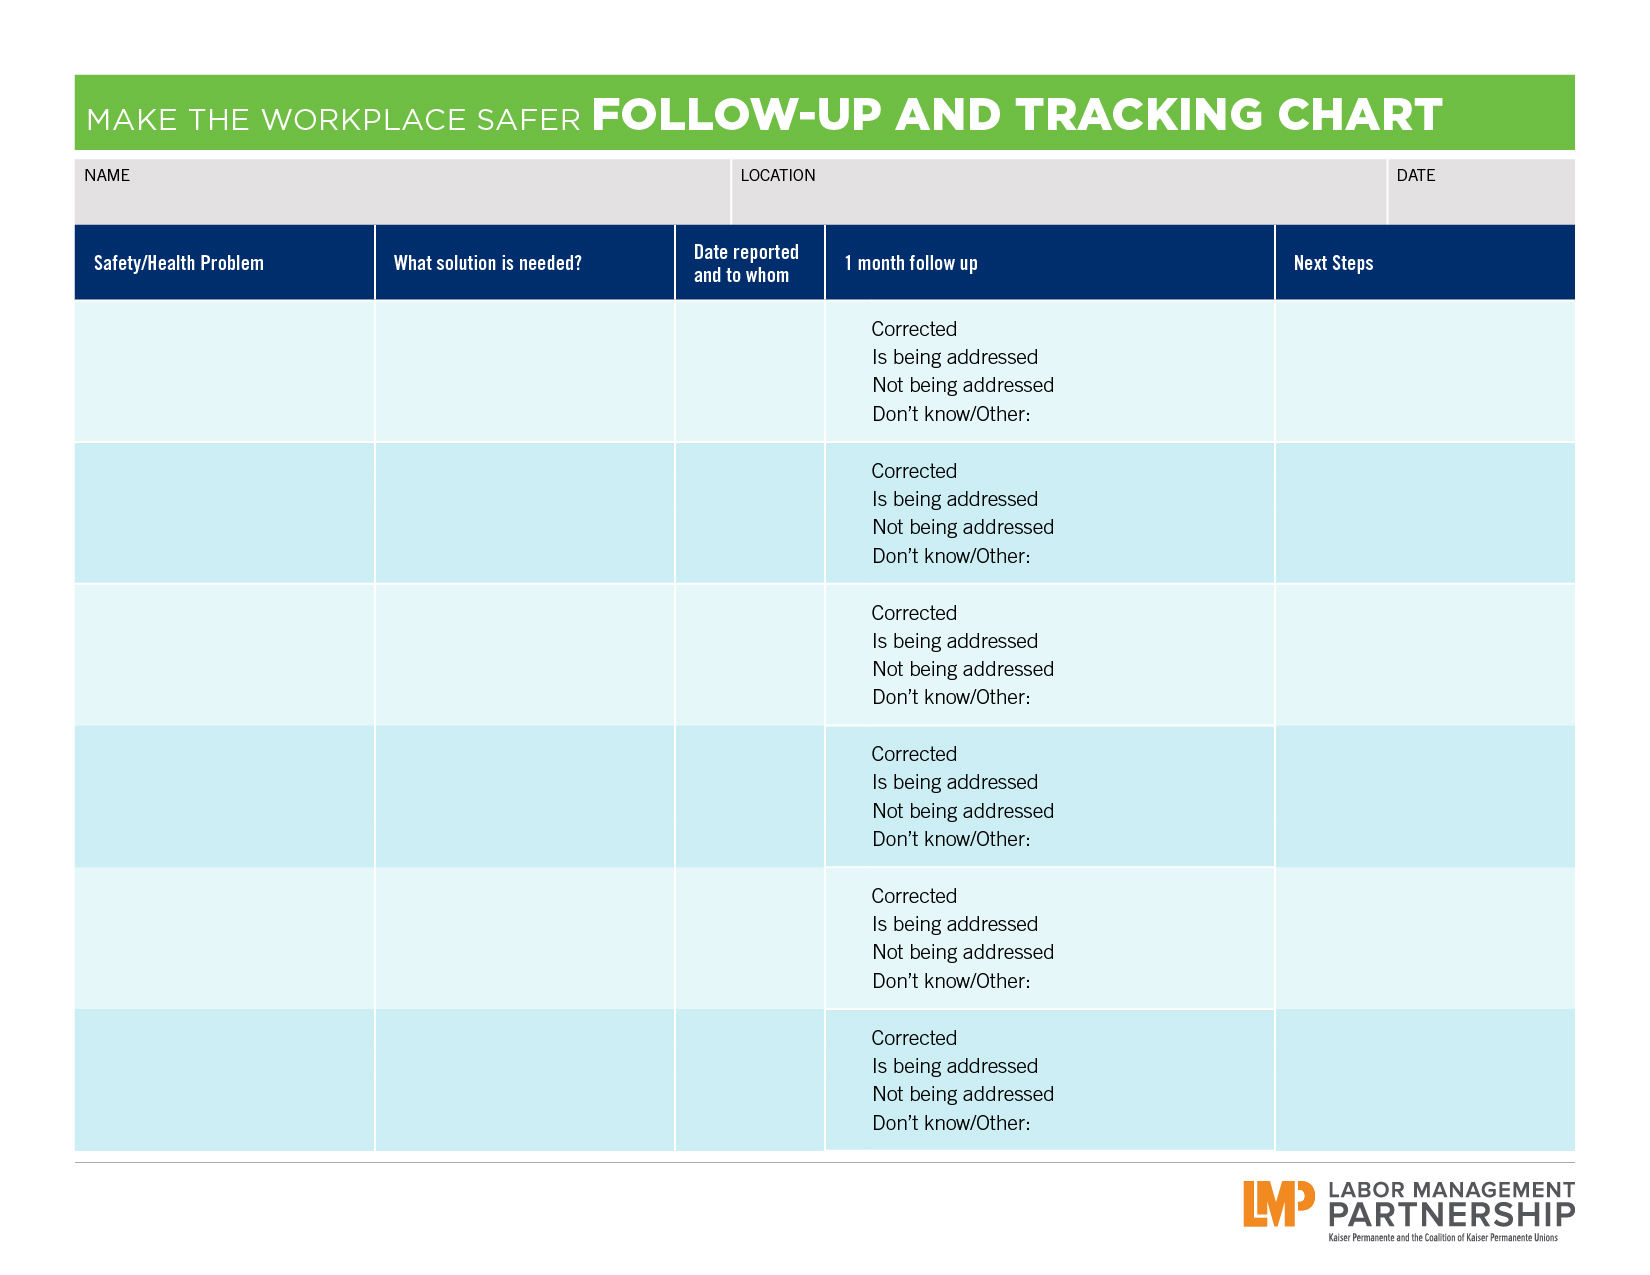 MAKE THE WORKPLACE SAFER FOLLOW-UP AND TRACKING CHART
NAME
LOCATION
DATE
Safety/Health Problem
What solution is needed?
Date reported
and to whom
1 month follow up
Next Steps
Corrected
Is being addressed
Not being addressed
Don’t know/Other:
Corrected
Is being addressed
Not being addressed
Don’t know/Other:
Corrected
Is being addressed
Not being addressed
Don’t know/Other:
Corrected
Is being addressed
Not being addressed
Don’t know/Other:
Corrected
Is being addressed
Not being addressed
Don’t know/Other:
Corrected
Is being addressed
Not being addressed
Don’t know/Other:
LMP
LABOR MANAGEMENT
PARTNERSHIP
Kaiser Permanente and the Coalition of Kaiser Permanente Unions